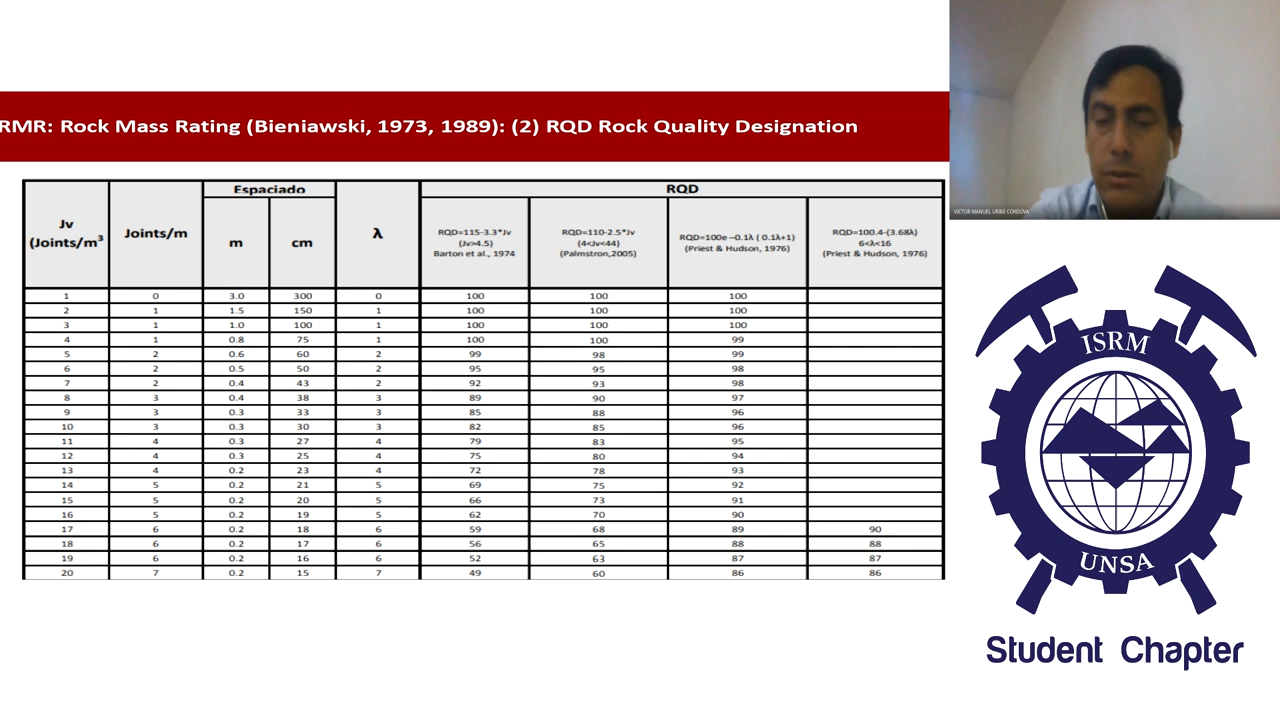 RMR: Rock Mass Rating (Bieniawski, 1973, 1989): (2) RQD Rock Quality Designation
VICTOR MANUEL URIBE CORDOVA
Espaciado RQD
Jv
(Joints/m³
Joints/m
m
cm
λ
RQD=115-3.3*Jv
(Jv>4.5)
Barton et al., 1974
RQD=110-2.5*Jv
(4<Jv<44)
(Palmstron,2005)
RQD=100e –0.1λ ( 0.1λ+1)
(Priest & Hudson, 1976)
RQD=100.4-(3.68λ)
6<λ<16
(Priest & Hudson, 1976)
1 0 3.0 300 0 100 100 100
2 1 1.5 150 1 100 100 100
3 1 1.0 100 1 100 100 100
4 1 0.8 75 1 100 100 99
5 2 0.6 60 2 99 98 99
6 2 0.5 50 2 95 95 98
7 2 0.4 43 2 92 93 98
8 3 0.4 38 3 89 90 97
9 3 0.3 33 3 85 88 96
10 3 0.3 30 3 82 85 96
11 4 0.3 27 4 79 83 95
12 4 0.3 25 4 75 80 94
13 4 0.2 23 4 72 78 93
14 5 0.2 21 5 69 75 92
15 5 0.2 20 5 66 73 91
16 5 0.2 19 5 62 70 90
17 6 0.2 18 6 59 68 89 90
18 6 0.2 17 6 56 65 88 88
19 6 0.2 16 6 52 63 87 87
20 7 0.2 15 7 49 60 86 86
ISRM
UNSA
Student Chapter